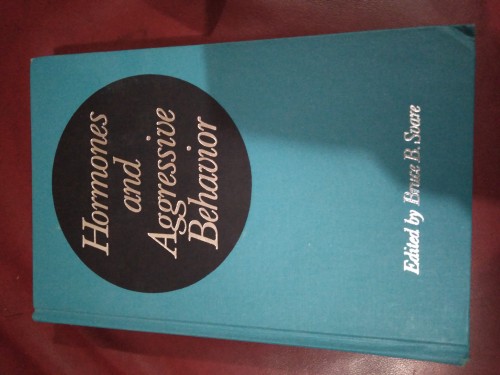 Hormones
and
Aggressive
Behavior
Edited by Bruce B. Svare